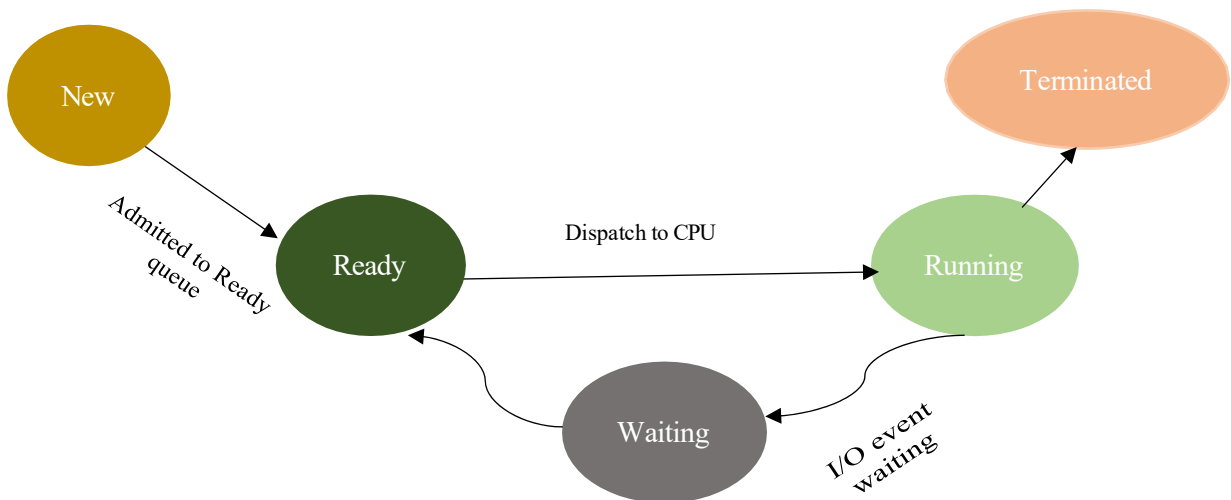 New
Terminated
Admitted to Ready
queue
Dispatch to CPU
Ready
Running
Waiting
I/O event
waiting